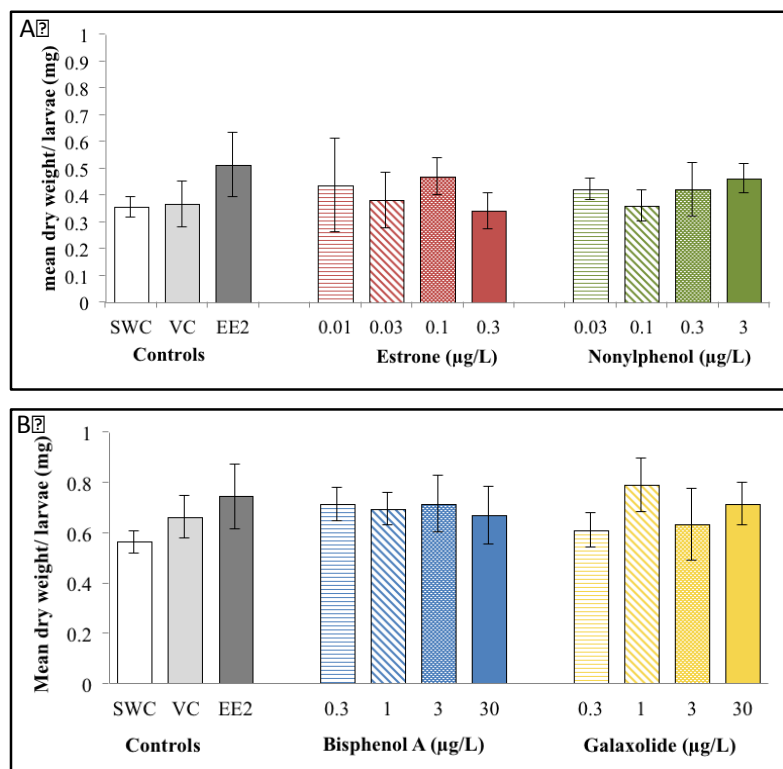 A
mean dry weight/ larvae (mg)
1
0.9
0.8
0.7
0.6
0.5
0.4
0.3
0.2
0.1
0
SWC VC EE2 0.01 0.03 0.1 0.3 0.03 0.1 0.3 3
Controls Estrone (µg/L) Nonylphenol (µg/L)
B
Mean dry weight/ larvae (mg)
1
0.8
0.6
0.4
0.2
0
SWC VC EE2 0.3 1 3 30 0.3 1 3 30
Controls Bisphenol A (µg/L) Galaxolide (µg/L)